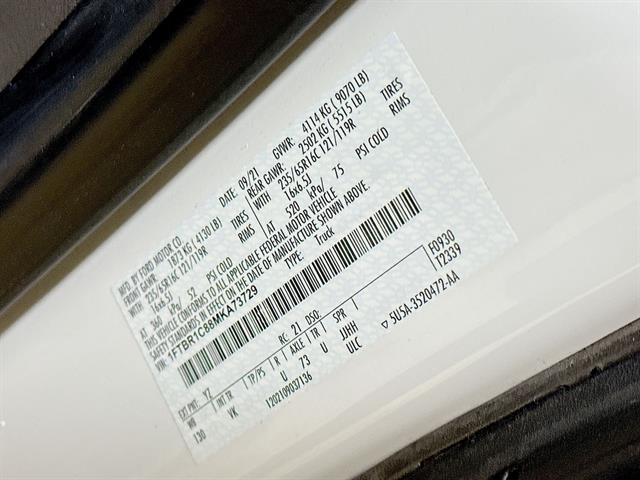 MFD. BY FORD MOTOR CO.
DATE: 09/21 GVWR: 4114 KG ( 9070 LB)
FRONT GAWR: 1873 KG ( 4130 LB) REAR GAWR: 2502 KG ( 5515 LB)
235/65R16C 121/119R TIRES WITH 235/65R16C 121/119R TIRES
16x6.5J RIMS 16x6.5J RIMS
AT 360 kPa/ 52 PSI COLD AT 520 kPa/ 75 PSI COLD
THIS VEHICLE CONFORMS TO ALL APPLICABLE FEDERAL MOTOR VEHICLE
SAFETY STANDARDS IN EFFECT ON THE DATE OF MANUFACTURE SHOWN ABOVE.
VIN: 1FTBR1C88MKA73729 TYPE: Truck
F0930
T2339
EXT PNT: YZ RC: 21 DSO:
WB INT TR TP/PS R AXLE TR SPR
130 VK U 73 U JJHH
120210903713​6 ULC
5U5A-3520472-AA